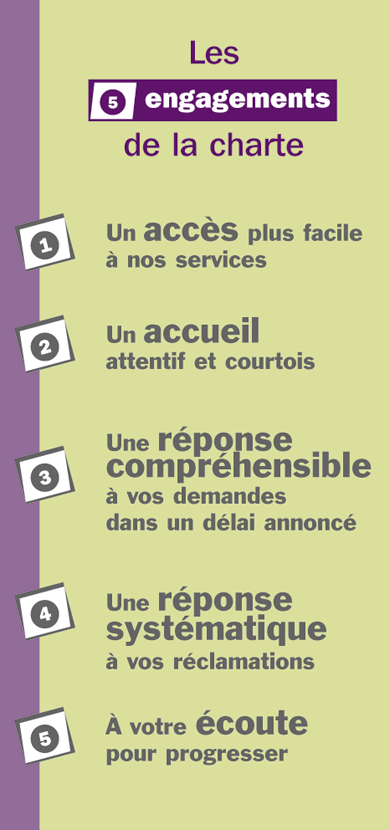 Les
5 engagements
de la charte
1
Un accès plus facile
à nos services
2
Un accueil
attentif et courtois
3
Une réponse
compréhensible
à vos demandes
dans un délai annoncé
4
Une réponse
systématique
à vos réclamations
5
À votre écoute
pour progresser